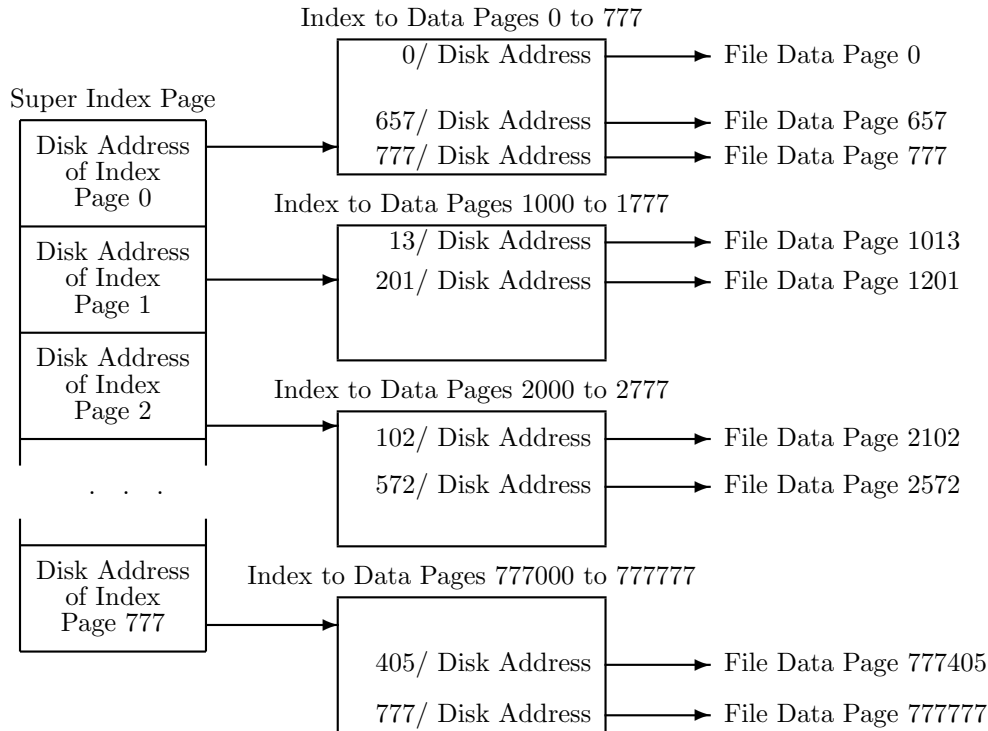 Super Index Page
Disk Address
of Index
Page 0
Disk Address
of Index
Page 1
Disk Address
of Index
Page 2
. . .
Disk Address
of Index
Page 777
Index to Data Pages 0 to 777
0/ Disk Address File Data Page 0
657/ Disk Address File Data Page 657
777/ Disk Address File Data Page 777
Index to Data Pages 1000 to 1777
13/ Disk Address File Data Page 1013
201/ Disk Address File Data Page 1201
Index to Data Pages 2000 to 2777
102/ Disk Address File Data Page 2102
572/ Disk Address File Data Page 2572
Index to Data Pages 777000 to 777777
405/ Disk Address File Data Page 777405
777/ Disk Address File Data Page 777777